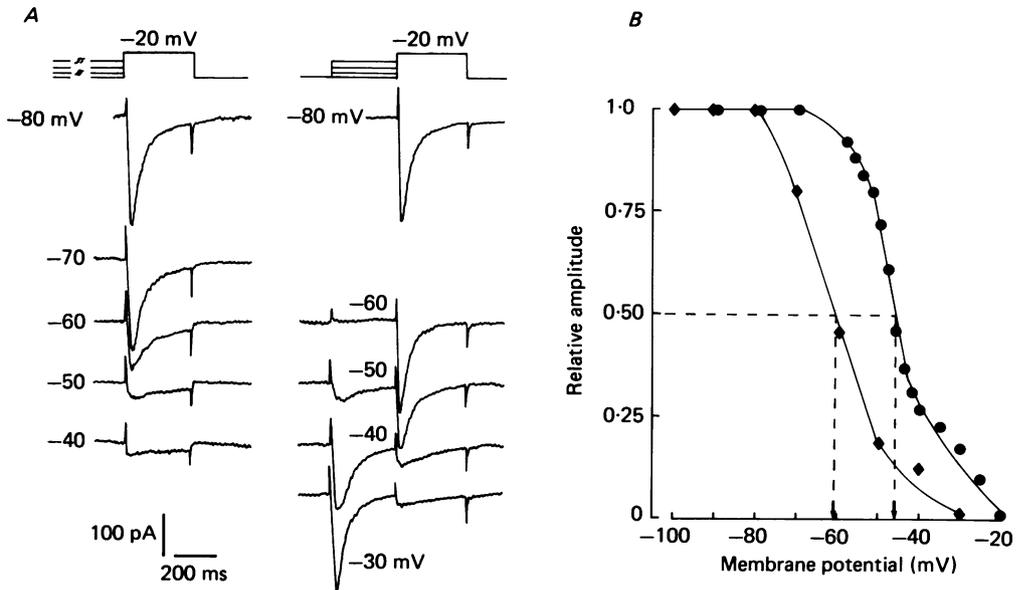 A
−20 mV
−20 mV
−80 mV
−80 mV
−70
−60
−60
−50
−50
−40
−40
−30 mV
100 pA
200 ms
B
1·0
0·75
0·50
0·25
0
−100
−80
−60
−40
−20
Relative amplitude
Membrane potential (mV)